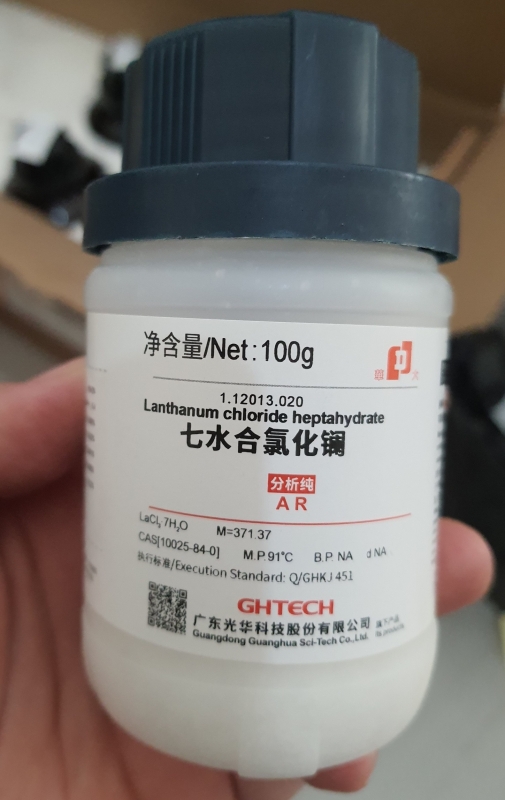 净含量/Net:100g
1.12013.020
Lanthanum chloride heptahydrate
七水合氯化镧
分析纯
AR
LaCl₃ 7H₂O M=371.37
CAS[10025-84-0] M.P.91°C B.P. NA d NA
执行标准/Execution Standard: Q/GHKJ 451
GHTECH
广东光华科技股份有限公司
Guangdong Guanghua Sci-Tech Co.,Ltd.